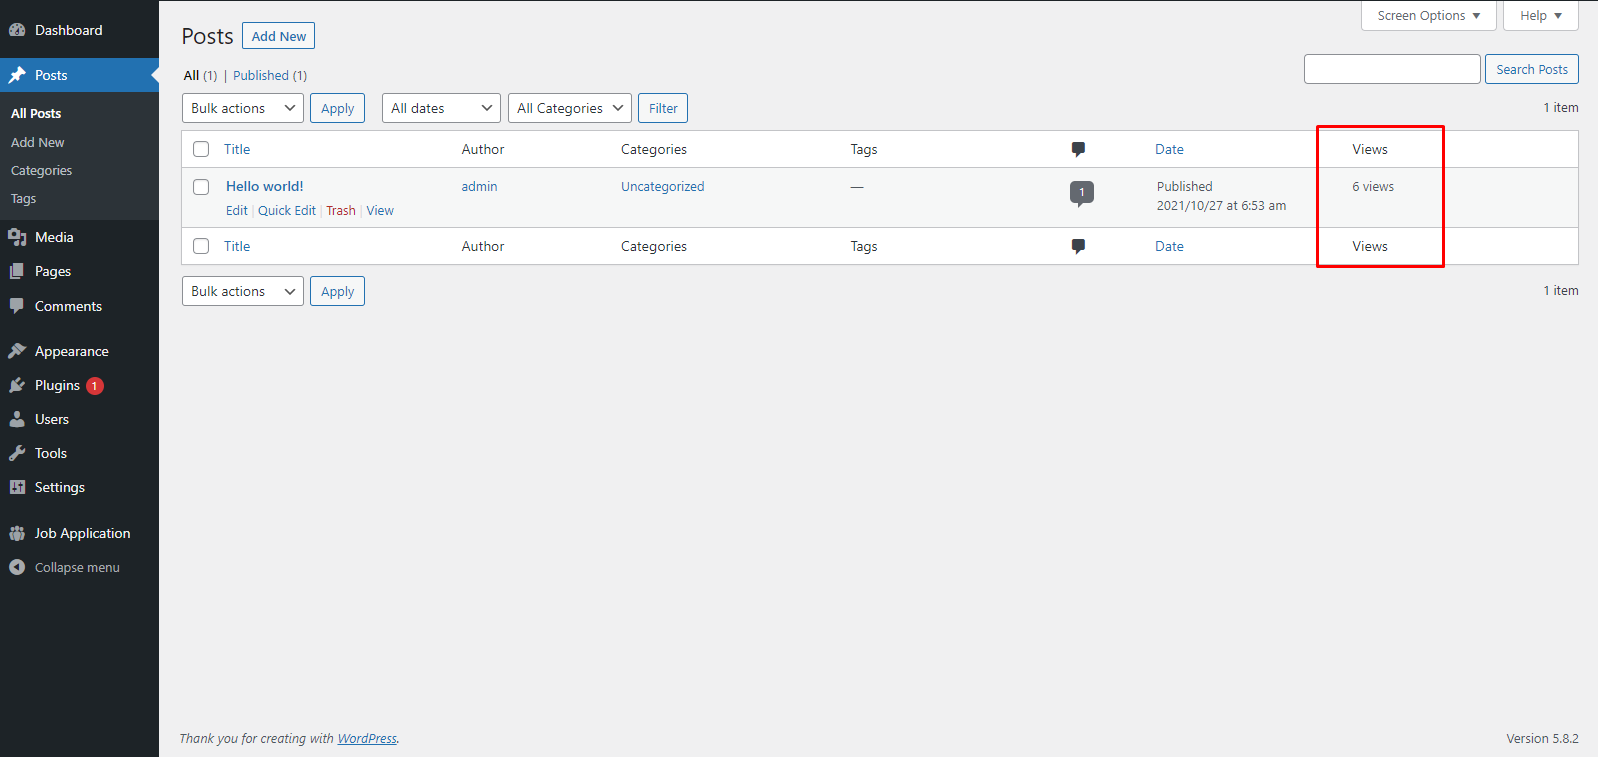 Dashboard
Posts
All Posts
Add New
Categories
Tags
Media
Pages
Comments
Appearance
Plugins 1
Users
Tools
Settings
Job Application
Collapse menu
Screen Options Help
Posts Add New
All (1) | Published (1)
Search Posts
Bulk actions Apply All dates All Categories Filter 1 item
Title Author Categories Tags Date Views
Hello world! admin Uncategorized — 1 Published 6 views
2021/10/27 at 6:53 am
Edit | Quick Edit | Trash | View
Title Author Categories Tags Date Views
Bulk actions Apply 1 item
Thank you for creating with WordPress. Version 5.8.2